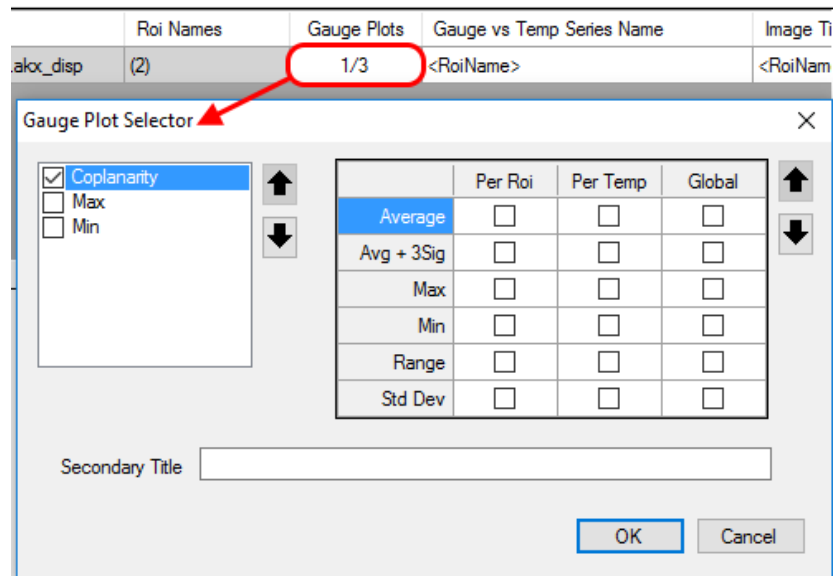 Roi Names Gauge Plots Gauge vs Temp Series Name Image Ti
.akx_disp (2) 1/3 <RoiName> <RoiNam
Gauge Plot Selector
Coplanarity
Max
Min
Per Roi Per Temp Global
Average
Avg + 3Sig
Max
Min
Range
Std Dev
Secondary Title
OK Cancel